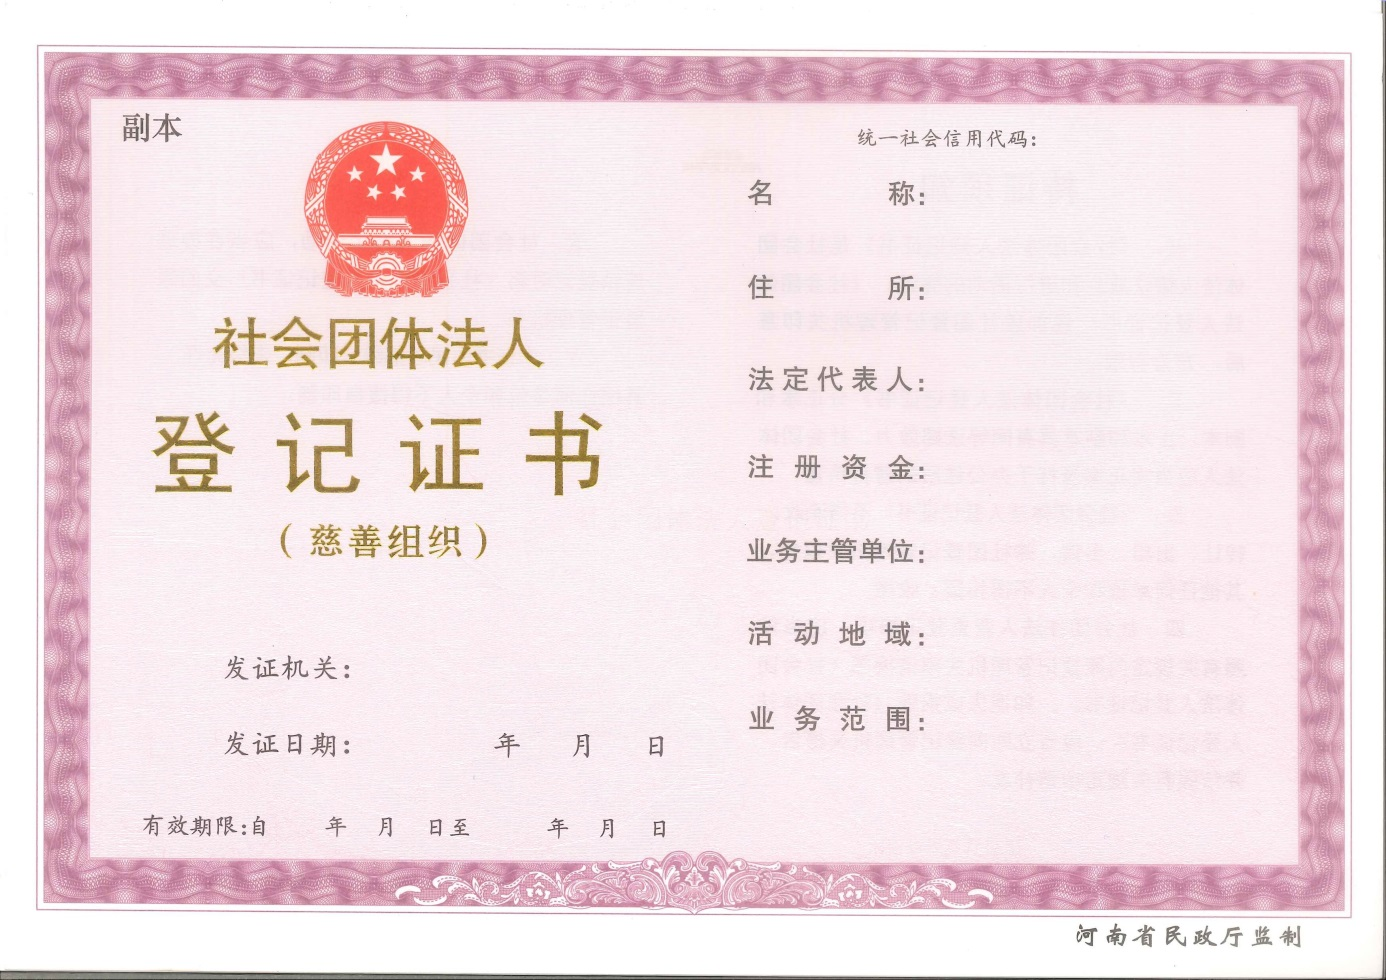 副本
社会团体法人
登记证书
（慈善组织）
发证机关：
发证日期： 年 月 日
有效期限:自 年 月 日至 年 月 日
统一社会信用代码：
名称：
住所：
法定代表人：
注册资金：
业务主管单位：
活动地域：
业务范围：
河南省民政厅监制